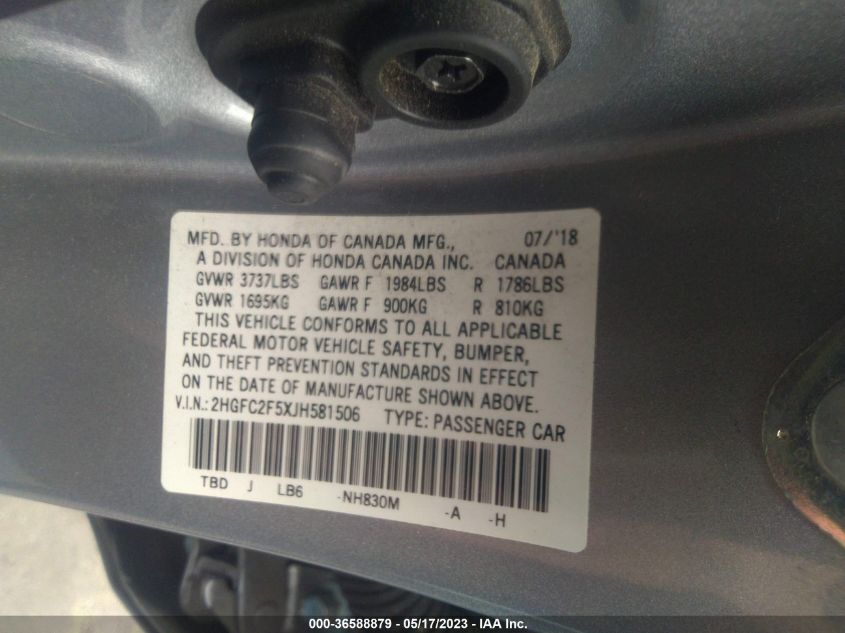 MFD. BY HONDA OF CANADA MFG., 07/'18
A DIVISION OF HONDA CANADA INC. CANADA
GVWR 3737LBS GAWR F 1984LBS R 1786LBS
GVWR 1695KG GAWR F 900KG R 810KG
THIS VEHICLE CONFORMS TO ALL APPLICABLE
FEDERAL MOTOR VEHICLE SAFETY, BUMPER,
AND THEFT PREVENTION STANDARDS IN EFFECT
ON THE DATE OF MANUFACTURE SHOWN ABOVE.
V.I.N.: 2HGFC2F5XJH581506 TYPE: PASSENGER CAR
TBD J LB6 -NH830M -A -H
000-36588879 - 05/17/2023 - IAA Inc.